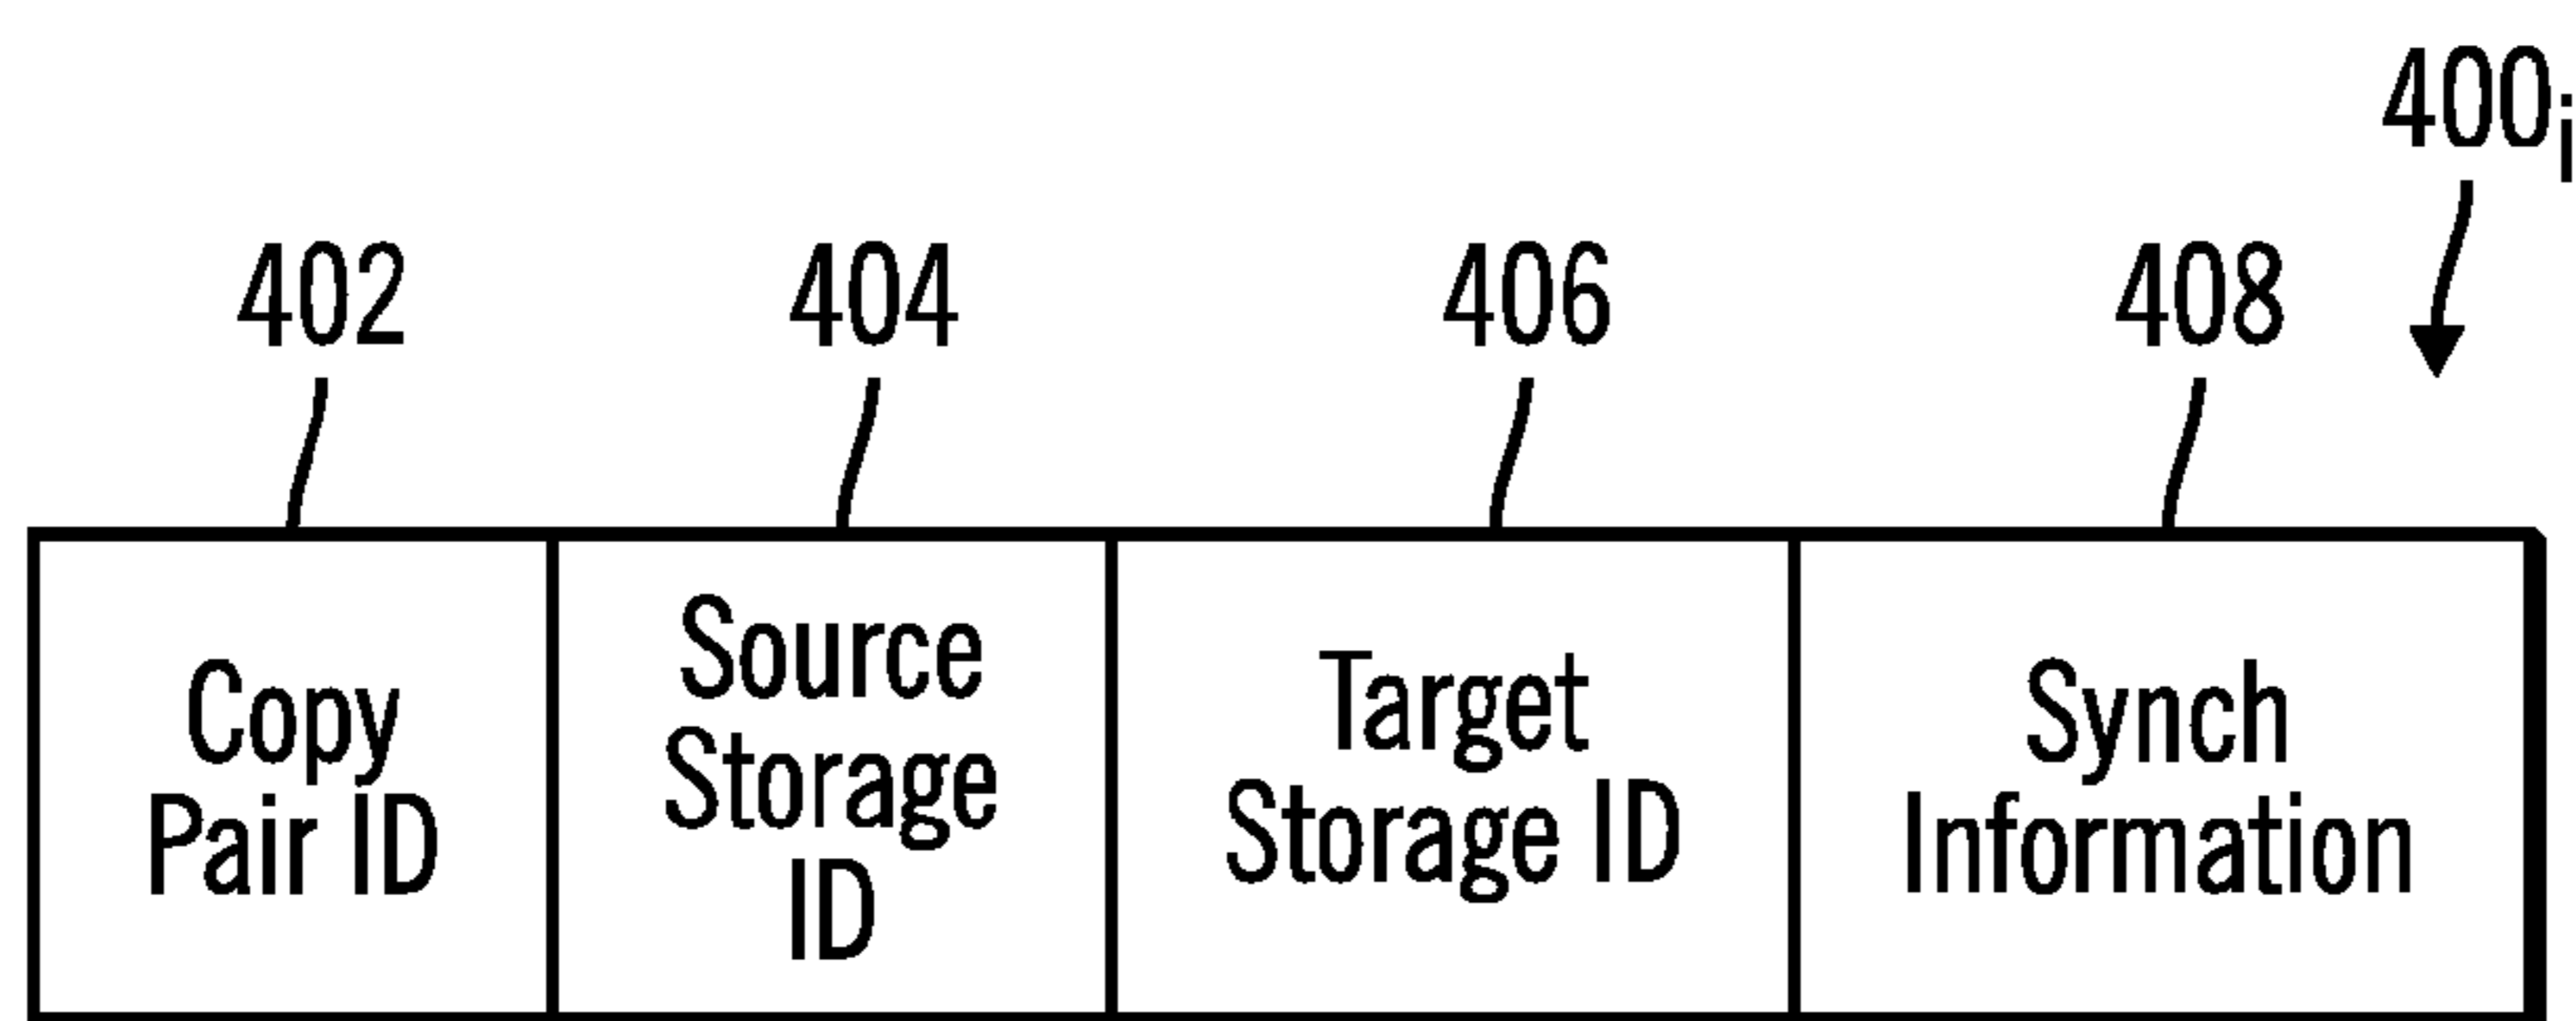 400i
402 404 406 408
Copy
Pair ID
Source
Storage
ID
Target
Storage ID
Synch
Information